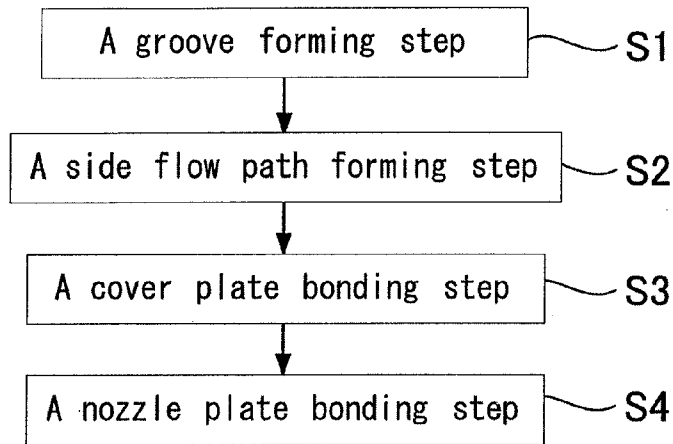 A groove forming step S1
A side flow path forming step S2
A cover plate bonding step S3
A nozzle plate bonding step S4